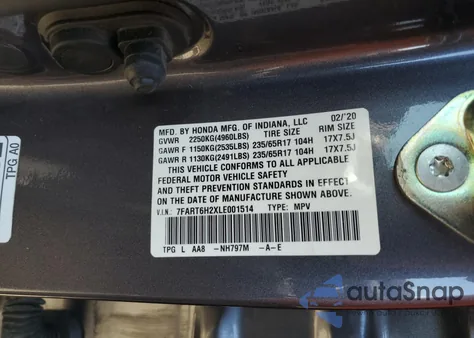 TPG A0
MFD. BY HONDA MFG. OF INDIANA, LLC 02/'20
GVWR 2250KG(4960LBS) TIRE SIZE RIM SIZE
GAWR F 1150KG(2535LBS) 235/65R17 104H 17X7.5J
GAWR R 1130KG(2491LBS) 235/65R17 104H 17X7.5J
THIS VEHICLE CONFORMS TO ALL APPLICABLE
FEDERAL MOTOR VEHICLE SAFETY
AND THEFT PREVENTION STANDARDS IN EFFECT
ON THE DATE OF MANUFACTURE SHOWN ABOVE.
V.I.N.: 7FART6H2XLE001514 TYPE: MPV
TPG L AA8 -NH797M -A-E
autoSnap